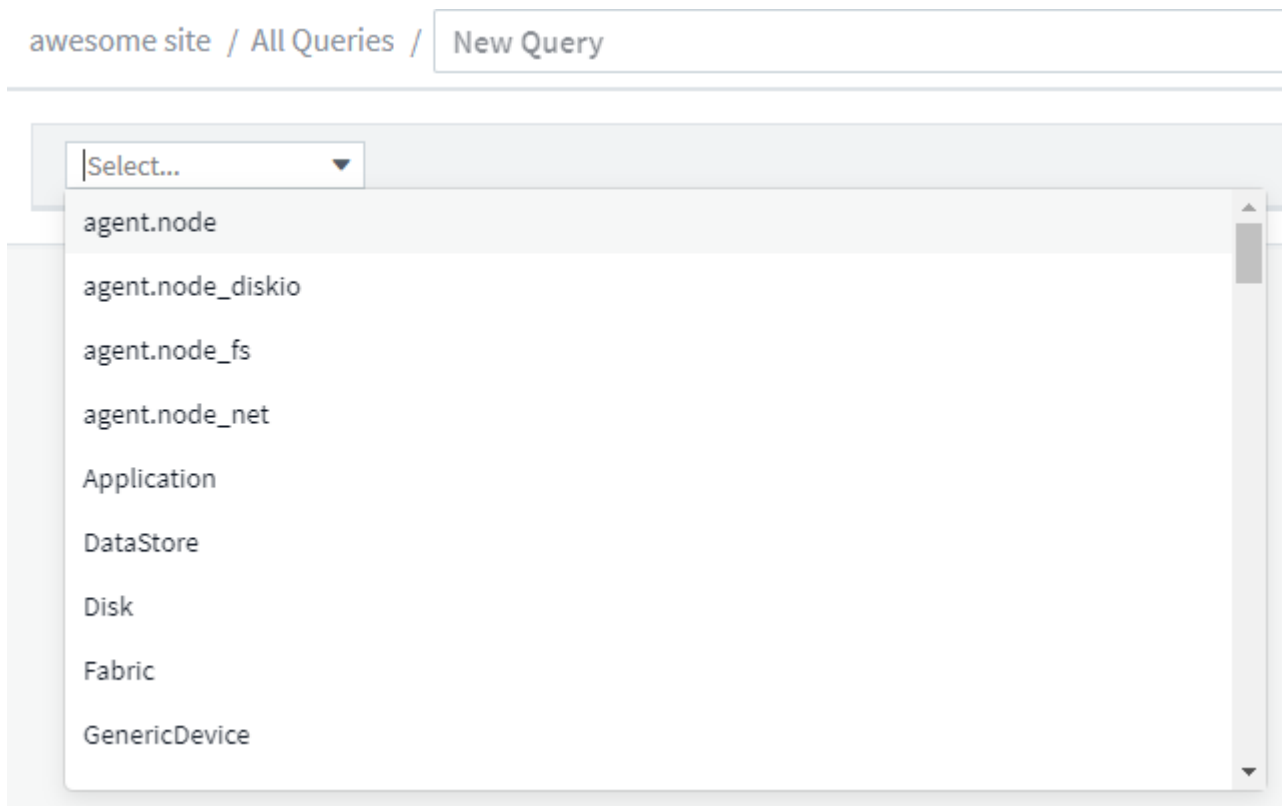 awesome site / All Queries / New Query
Select...
agent.node
agent.node_diskio
agent.node_fs
agent.node_net
Application
DataStore
Disk
Fabric
GenericDevice